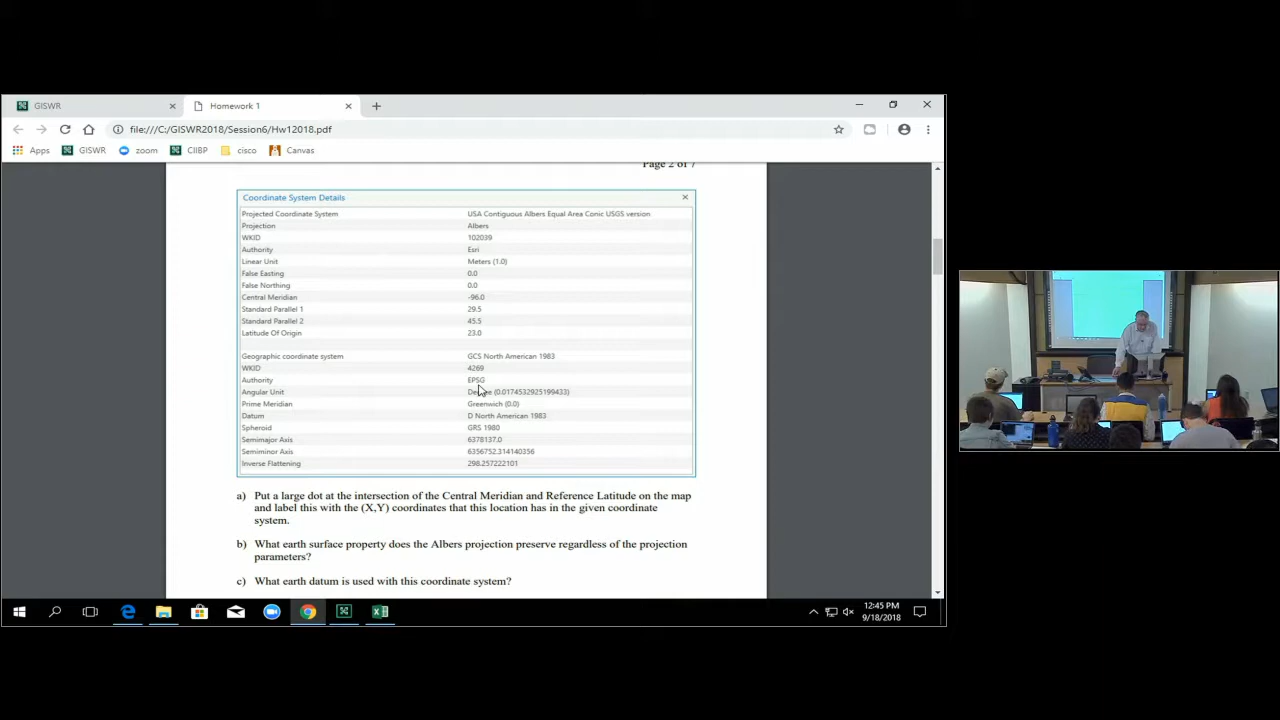 GISWR
Homework 1
file:///C:/GISWR2018/Session6/Hw12018.pdf
Apps GISWR zoom CIIBP cisco Canvas
Page 2 of 7
Coordinate System Details
Projected Coordinate System USA Contiguous Albers Equal Area Conic USGS version
Projection Albers
WKID 102039
Authority Esri
Linear Unit Meters (1.0)
False Easting 0.0
False Northing 0.0
Central Meridian -96.0
Standard Parallel 1 29.5
Standard Parallel 2 45.5
Latitude Of Origin 23.0
Geographic coordinate system GCS North American 1983
WKID 4269
Authority EPSG
Angular Unit Degree (0.0174532925199433)
Prime Meridian Greenwich (0.0)
Datum D North American 1983
Spheroid GRS 1980
Semimajor Axis 6378137.0
Semiminor Axis 6356752.314140356
Inverse Flattening 298.257222101
a) Put a large dot at the intersection of the Central Meridian and Reference Latitude on the map
and label this with the (X,Y) coordinates that this location has in the given coordinate
system.
b) What earth surface property does the Albers projection preserve regardless of the projection
parameters?
c) What earth datum is used with this coordinate system?
12:45 PM
9/18/2018